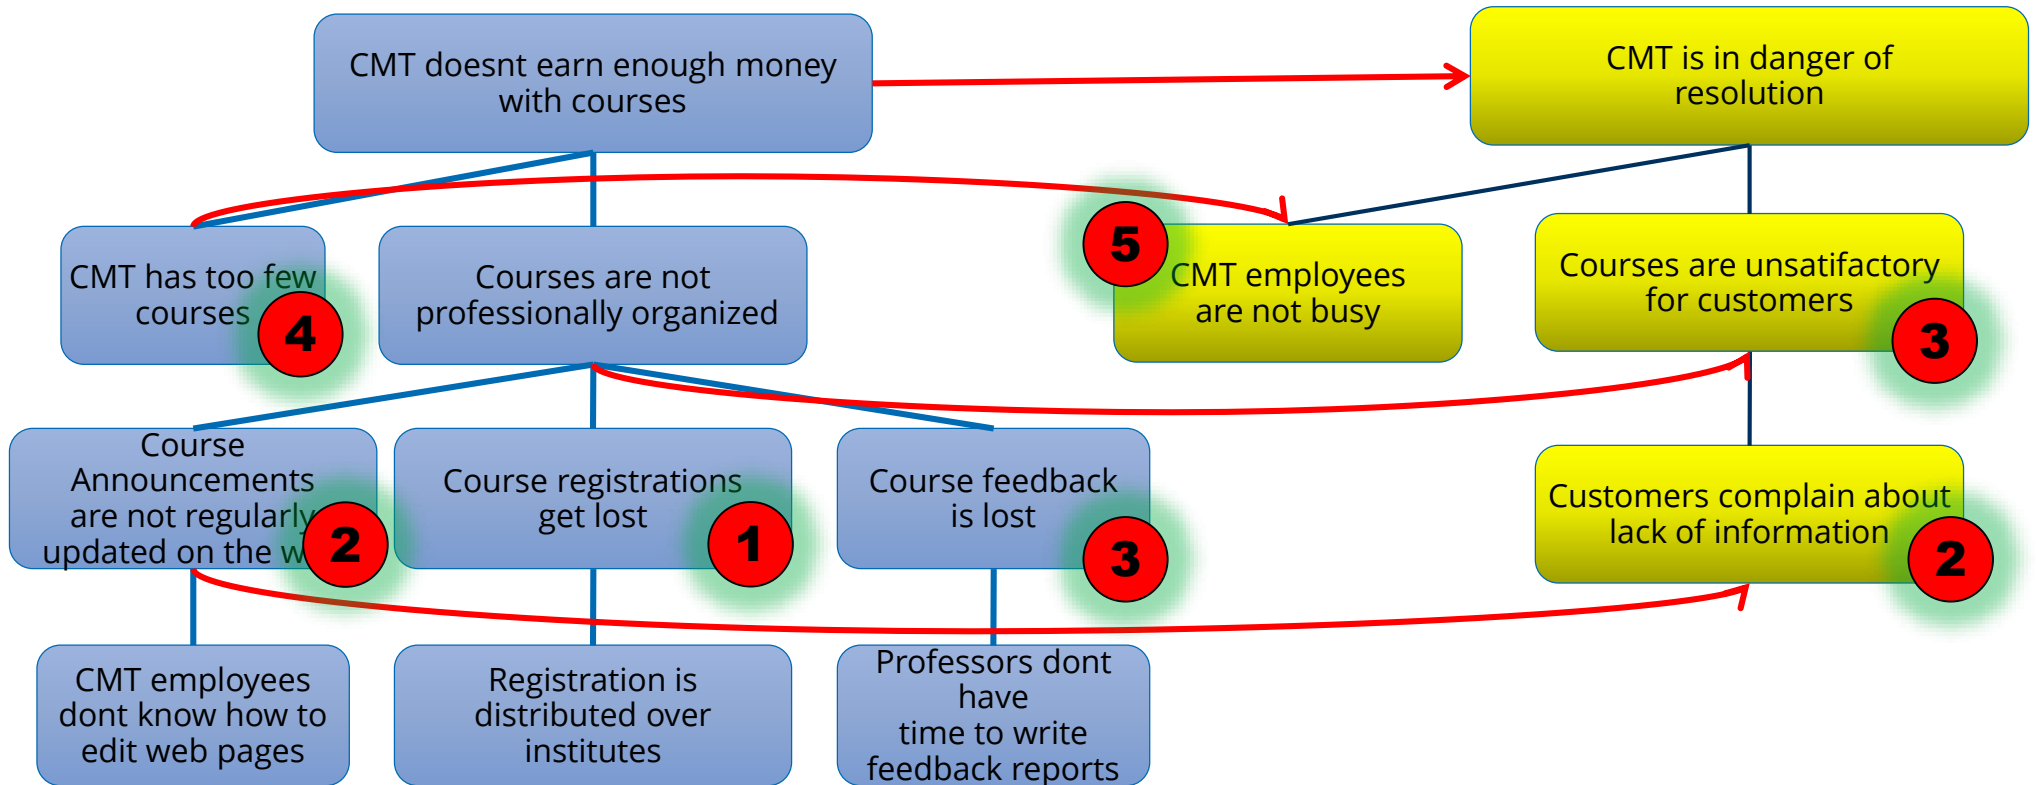 CMT doesnt earn enough money
with courses
CMT is in danger of
resolution
CMT has too few
courses
4
Courses are not
professionally organized
5
CMT employees
are not busy
Courses are unsatifactory
for customers
3
Course
Announcements
are not regularly
updated on the
2
Course registrations
get lost
1
Course feedback
is lost
3
Customers complain about
lack of information
2
CMT employees
dont know how to
edit web pages
Registration is
distributed over
institutes
Professors dont
have
time to write
feedback reports